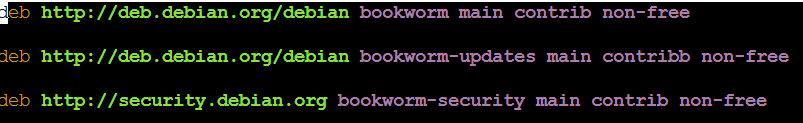 deb http://deb.debian.org/debian bookworm main contrib non-free
deb http://deb.debian.org/debian bookworm-updates main contribb non-free
deb http://security.debian.org bookworm-security main contrib non-free